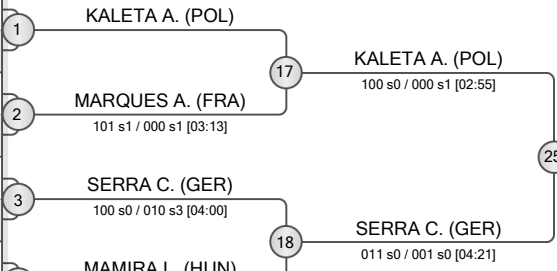 1
KALETA A. (POL)
17
KALETA A. (POL)
100 s0 / 000 s1 [02:55]
2
MARQUES A. (FRA)
101 s1 / 000 s1 [03:13]
25
3
SERRA C. (GER)
100 s0 / 010 s3 [04:00]
18
SERRA C. (GER)
011 s0 / 001 s0 [04:21]
MAMIRA L. (HUN)